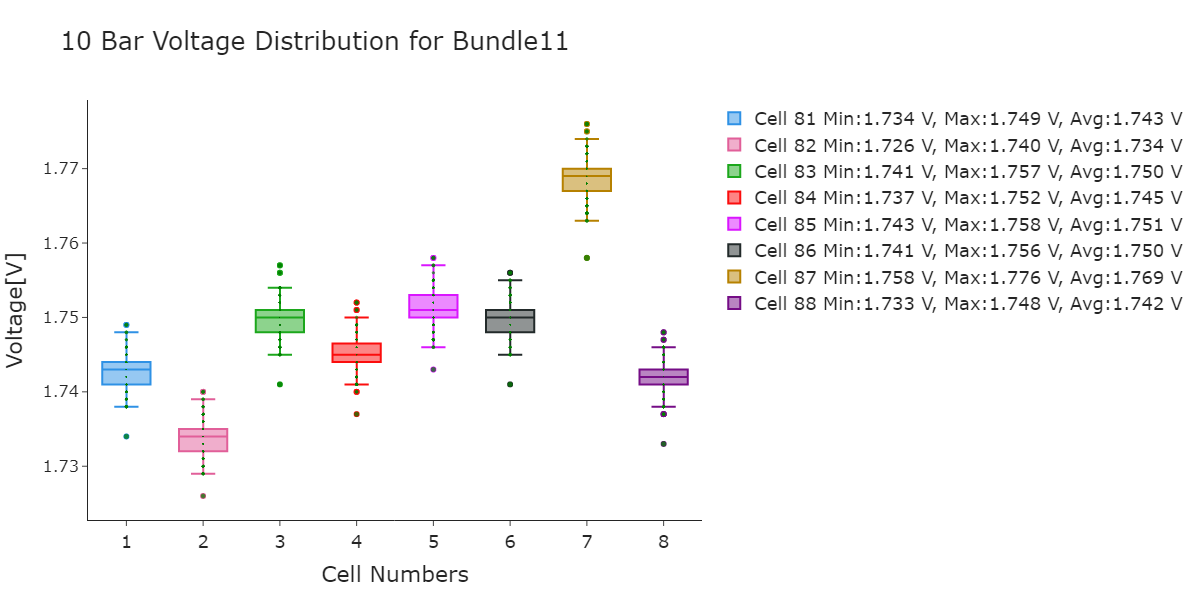 10 Bar Voltage Distribution for Bundle11
Cell 81 Min:1.734 V, Max:1.749 V, Avg:1.743 V
Cell 82 Min:1.726 V, Max:1.740 V, Avg:1.734 V
Cell 83 Min:1.741 V, Max:1.757 V, Avg:1.750 V
Cell 84 Min:1.737 V, Max:1.752 V, Avg:1.745 V
Cell 85 Min:1.743 V, Max:1.758 V, Avg:1.751 V
Cell 86 Min:1.741 V, Max:1.756 V, Avg:1.750 V
Cell 87 Min:1.758 V, Max:1.776 V, Avg:1.769 V
Cell 88 Min:1.733 V, Max:1.748 V, Avg:1.742 V
Voltage[V]
1.77
1.76
1.75
1.74
1.73
1 2 3 4 5 6 7 8
Cell Numbers